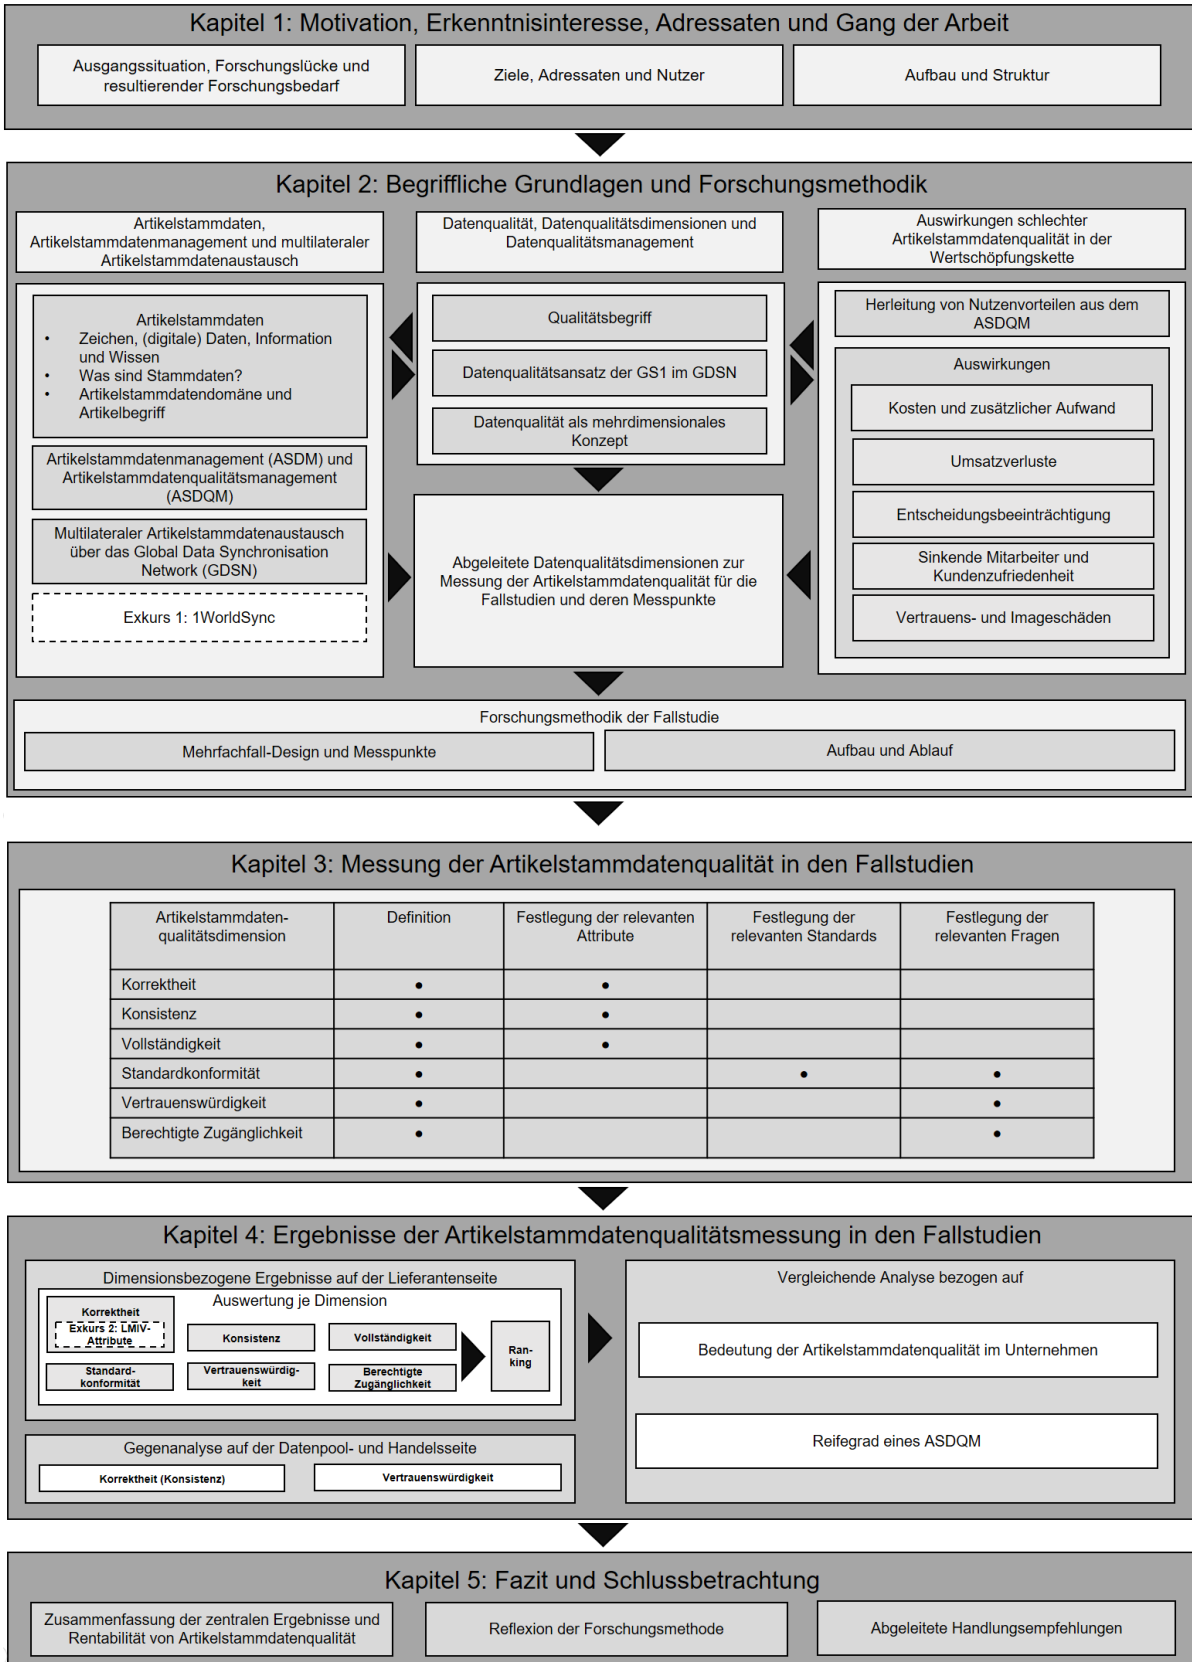 Kapitel 1: Motivation, Erkenntnisinteresse, Adressaten und Gang der Arbeit
Ausgangssituation, Forschungslücke und
resultierender Forschungsbedarf
Ziele, Adressaten und Nutzer
Aufbau und Struktur
Kapitel 2: Begriffliche Grundlagen und Forschungsmethodik
Artikelstammdaten,
Artikelstammdatenmanagement und multilateraler
Artikelstammdatenaustausch
Artikelstammdaten
• Zeichen, (digitale) Daten, Information
und Wissen
• Was sind Stammdaten?
• Artikelstammdatendomäne und
Artikelbegriff
Artikelstammdatenmanagement (ASDM) und
Artikelstammdatenqualitätsmanagement
(ASDQM)
Multilateraler Artikelstammdatenaustausch
über das Global Data Synchronisation
Network (GDSN)
Exkurs 1: 1WorldSync
Datenqualität, Datenqualitätsdimensionen und
Datenqualitätsmanagement
Qualitätsbegriff
Datenqualitätsansatz der GS1 im GDSN
Datenqualität als mehrdimensionales
Konzept
Abgeleitete Datenqualitätsdimensionen zur
Messung der Artikelstammdatenqualität für die
Fallstudien und deren Messpunkte
Auswirkungen schlechter
Artikelstammdatenqualität in der
Wertschöpfungskette
Herleitung von Nutzenvorteilen aus dem
ASDQM
Auswirkungen
Kosten und zusätzlicher Aufwand
Umsatzverluste
Entscheidungsbeeinträchtigung
Sinkende Mitarbeiter und
Kundenzufriedenheit
Vertrauens- und Imageschäden
Forschungsmethodik der Fallstudie
Mehrfachfall-Design und Messpunkte
Aufbau und Ablauf
Kapitel 3: Messung der Artikelstammdatenqualität in den Fallstudien
Artikelstammdaten-
qualitätsdimension
Definition
Festlegung der relevanten
Attribute
Festlegung der
relevanten Standards
Festlegung der
relevanten Fragen
Korrektheit • •
Konsistenz • •
Vollständigkeit • •
Standardkonformität • • •
Vertrauenswürdigkeit • •
Berechtigte Zugänglichkeit • •
Kapitel 4: Ergebnisse der Artikelstammdatenqualitätsmessung in den Fallstudien
Dimensionsbezogene Ergebnisse auf der Lieferantenseite
Auswertung je Dimension
Korrektheit
Exkurs 2: LMIV-
Attribute
Konsistenz
Vollständigkeit
Standard-
konformität
Vertrauenswürdig-
keit
Berechtigte
Zugänglichkeit
Ran-
king
Gegenanalyse auf der Datenpool- und Handelsseite
Korrektheit (Konsistenz)
Vertrauenswürdigkeit
Vergleichende Analyse bezogen auf
Bedeutung der Artikelstammdatenqualität im Unternehmen
Reifegrad eines ASDQM
Kapitel 5: Fazit und Schlussbetrachtung
Zusammenfassung der zentralen Ergebnisse und
Rentabilität von Artikelstammdatenqualität
Reflexion der Forschungsmethode
Abgeleitete Handlungsempfehlungen